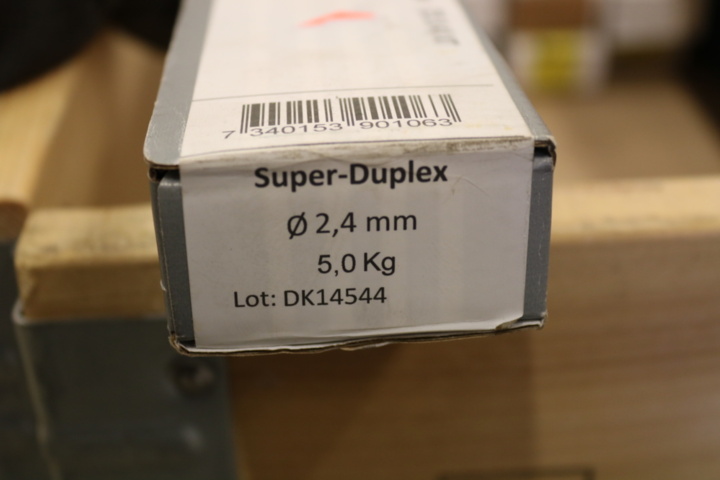 7 340153 901063
Super-Duplex
Ø 2,4 mm
5,0 Kg
Lot: DK14544